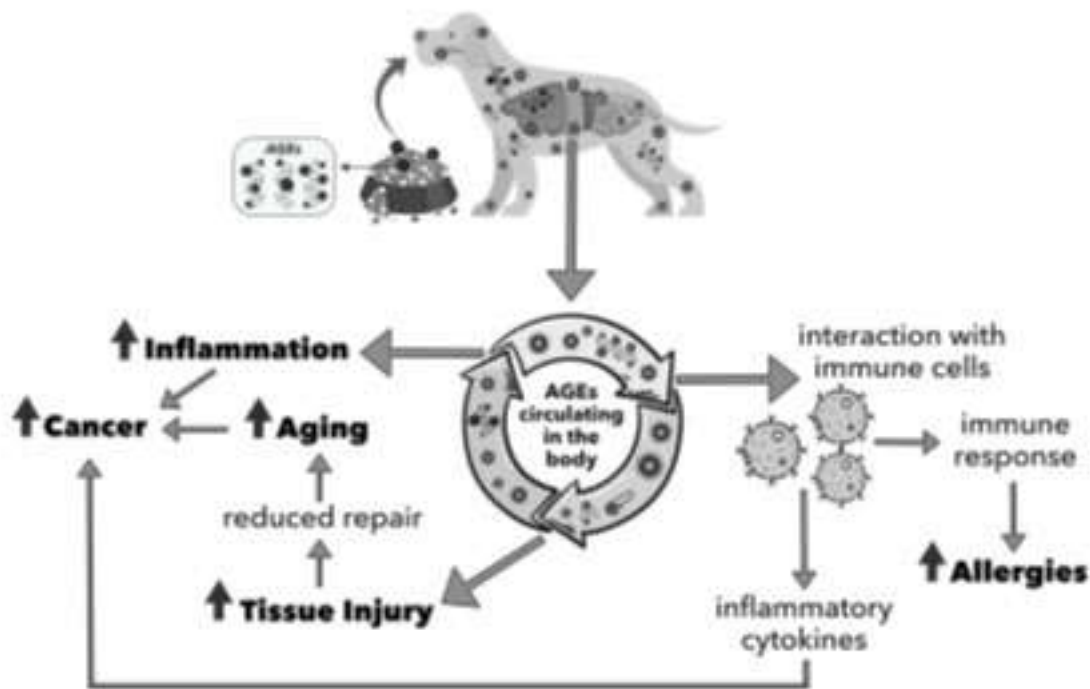 AGEs
Inflammation
Cancer
Aging
reduced repair
Tissue Injury
AGEs
circulating
in the
body
interaction with
immune cells
immune
response
Allergies
inflammatory
cytokines